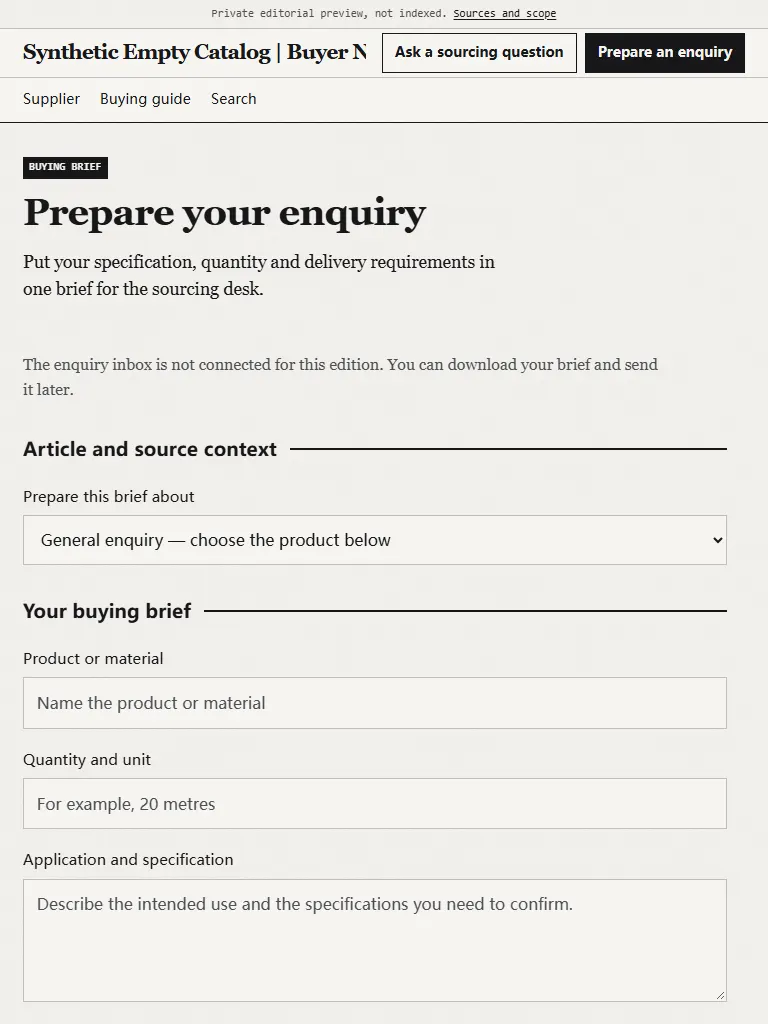 Private editorial preview, not indexed. Sources and scope
Synthetic Empty Catalog | Buyer N
Ask a sourcing question
Prepare an enquiry
Supplier
Buying guide
Search
BUYING BRIEF
Prepare your enquiry
Put your specification, quantity and delivery requirements in
one brief for the sourcing desk.
The enquiry inbox is not connected for this edition. You can download your brief and send
it later.
Article and source context
Prepare this brief about
General enquiry — choose the product below
Your buying brief
Product or material
Name the product or material
Quantity and unit
For example, 20 metres
Application and specification
Describe the intended use and the specifications you need to confirm.